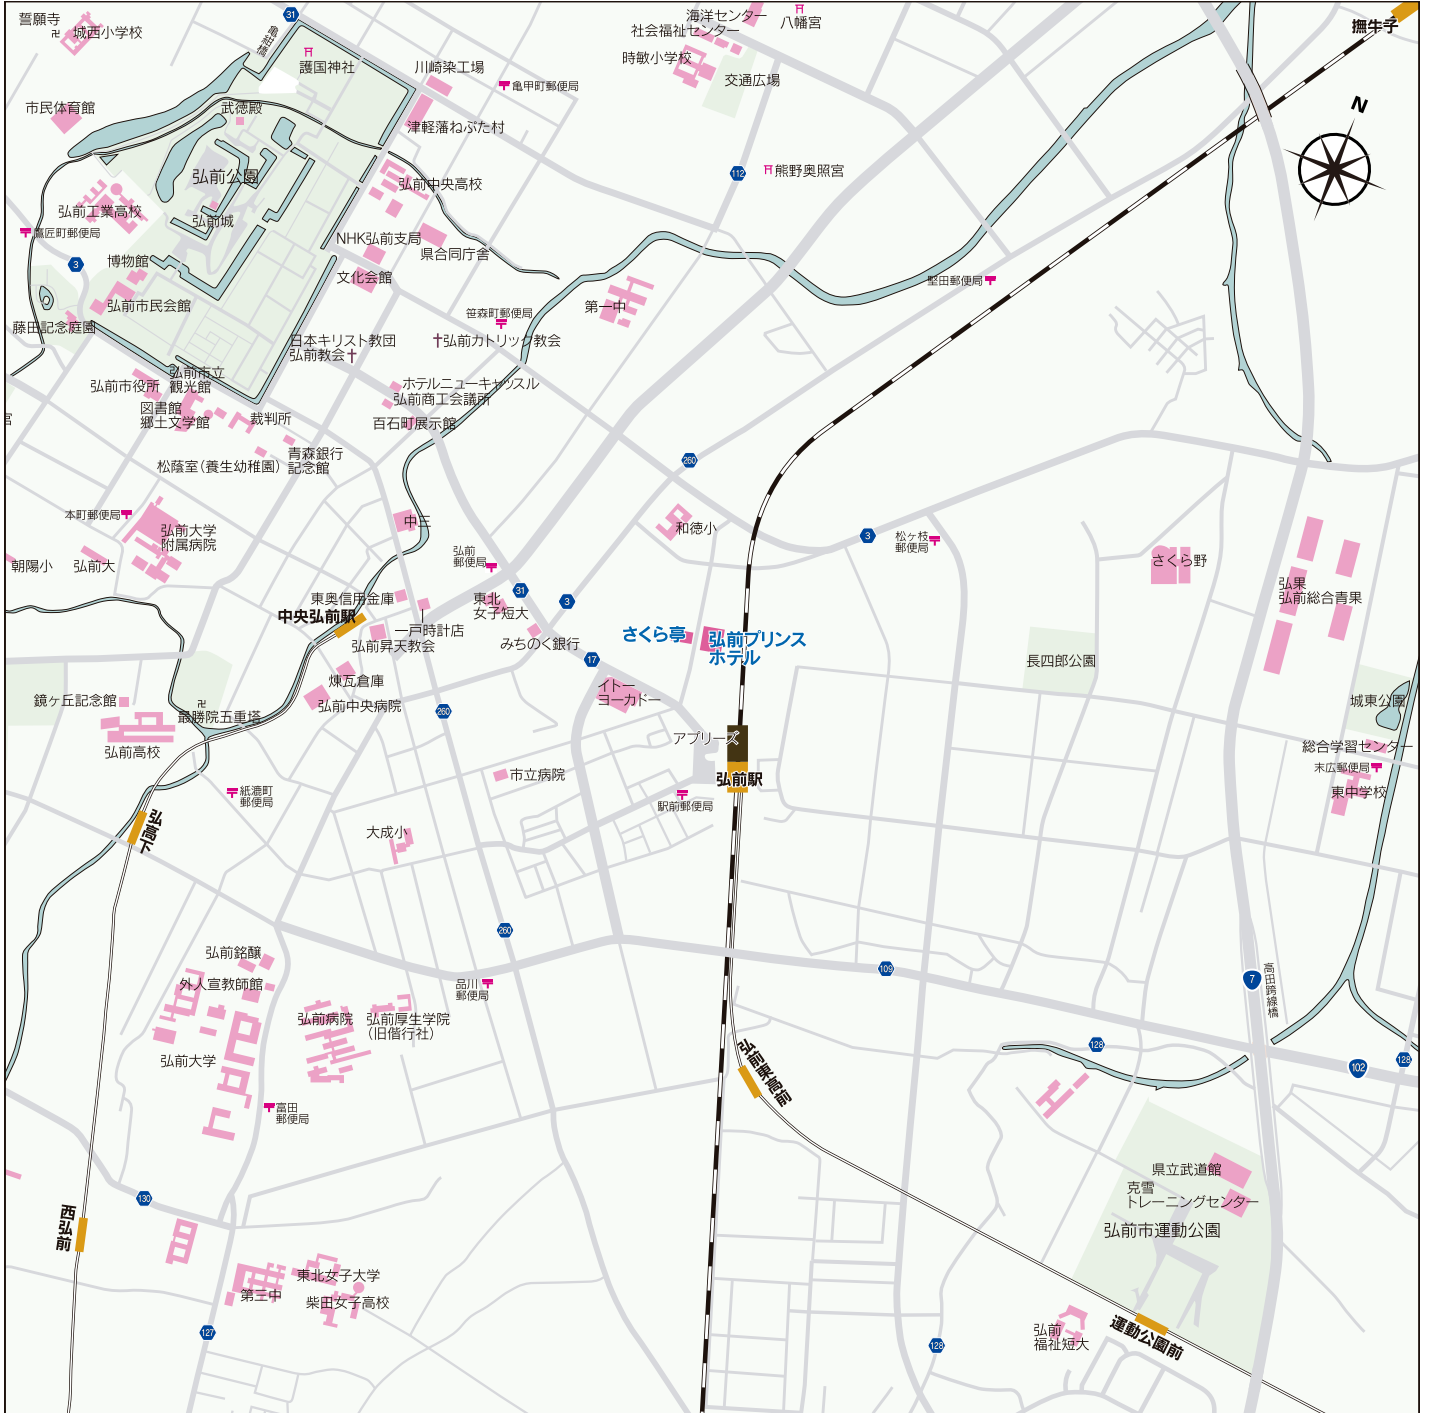 誓願寺
城西小学校
31
亀紺橋
護国神社
川崎染工場
亀甲町郵便局
海洋センター
社会福祉センター
八幡宮
時敏小学校
交通広場
撫牛子
N
市民体育館
武徳殿
津軽藩ねぷた村
弘前公園
弘前中央高校
112
熊野奥照宮
弘前工業高校
弘前城
鷹匠町郵便局
NHK弘前支局
県合同庁舎
3
博物館
文化会館
弘前市民会館
堅田郵便局
第一中
笹森町郵便局
藤田記念庭園
日本キリスト教団
弘前教会
弘前カトリック教会
弘前市役所
弘前市立
観光館
ホテルニューキャッスル
弘前商工会議所
図書館
郷土文学館
裁判所
百石町展示館
宮
松蔭室(養生幼稚園)
青森銀行
記念館
260
本町郵便局
弘前大学
附属病院
中三
和徳小
3
松ヶ枝
郵便局
朝陽小
弘前大
弘前
郵便局
さくら野
31
3
弘果
弘前総合青果
東奥信用金庫
東北
女子短大
中央弘前駅
一戸時計店
弘前昇天教会
みちのく銀行
さくら亭
弘前プリンス
ホテル
17
長四郎公園
煉瓦倉庫
イトー
ヨーカドー
鏡ヶ丘記念館
最勝院五重塔
弘前中央病院
260
城東公園
弘前高校
アプリーズ
総合学習センター
末広郵便局
市立病院
弘前駅
東中学校
紙漉町
郵便局
駅前郵便局
弘高下
大成小
260
弘前銘醸
109
外人宣教師館
品川
郵便局
7
高田跨線橋
弘前病院
弘前厚生学院
(旧偕行社)
弘前大学
弘前東高前
128
102
128
富田
郵便局
県立武道館
克雪
トレーニングセンター
130
西弘前
弘前市運動公園
東北女子大学
第三中
柴田女子高校
127
弘前
福祉短大
運動公園前
128